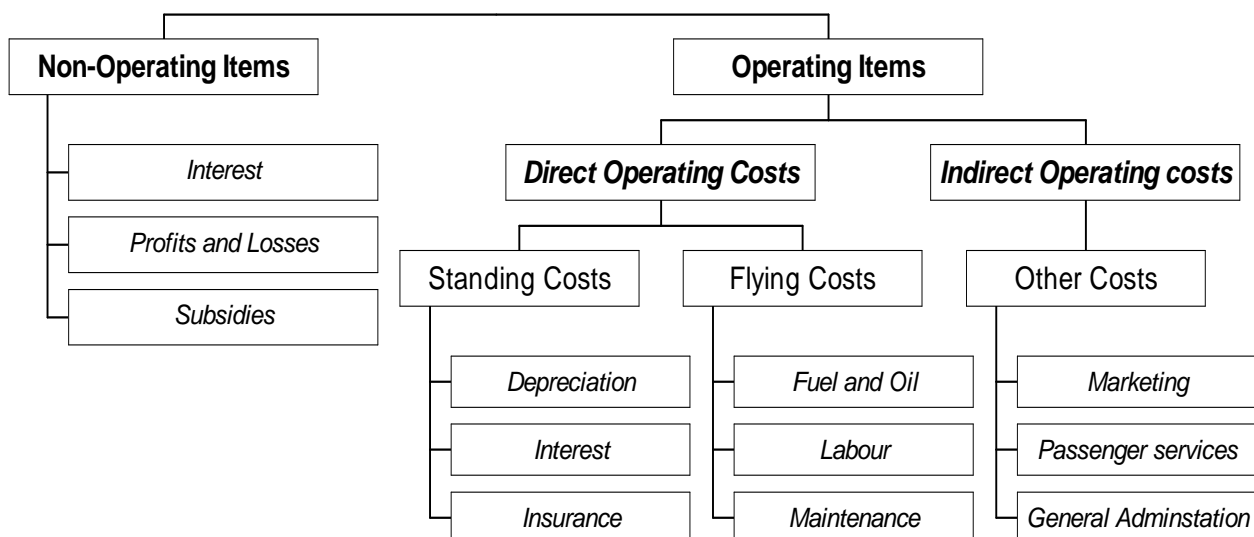 Non-Operating Items
Operating Items
Interest
Profits and Losses
Subsidies
Direct Operating Costs
Indirect Operating costs
Standing Costs
Flying Costs
Other Costs
Depreciation
Interest
Insurance
Fuel and Oil
Labour
Maintenance
Marketing
Passenger services
General Adminstation